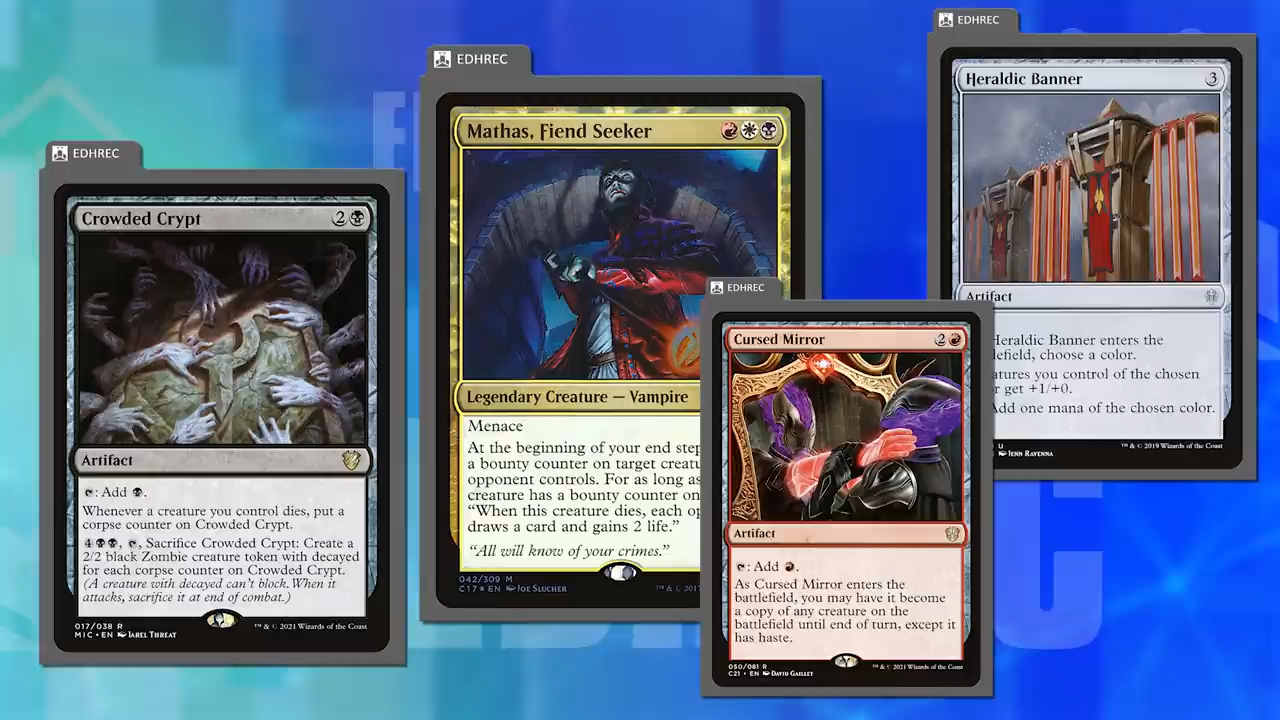 EDHREC
Crowded Crypt 2
Artifact
: Add .
Whenever a creature you control dies, put a
corpse counter on Crowded Crypt.
4 , , Sacrifice Crowded Crypt: Create a
2/2 black Zombie creature token with decayed
for each corpse counter on Crowded Crypt.
(A creature with decayed can't block. When it
attacks, sacrifice it at end of combat.)
017/038 R
MIC • EN JAREL THREAT
™ & © 2021 Wizards of the Coast
EDHREC
Mathas, Fiend Seeker
Legendary Creature — Vampire
Menace
At the beginning of your end step
a bounty counter on target
opponent controls. For as long as
creature has a bounty counter on
"When this creature dies, each
draws a card and gains 2 life."
"All will know of your crimes."
042/309 M
C17 ★ EN JOE SLUCHER
™ & ©
EDHREC
Cursed Mirror 2
Artifact
: Add .
As Cursed Mirror enters the
battlefield, you may have it become
a copy of any creature on the
battlefield until end of turn, except it
has haste.
050/081 R
C21 • EN DAVID GAILLET
™ & © 2021 Wizards of the Coast
EDHREC
Heraldic Banner 3
Artifact
Heraldic Banner enters the
choose a color.
you control of the chosen
get +1/+0.
Add one mana of the chosen color.
U
JENN RAVENNA
™ & © 2019 Wizards of the Coast